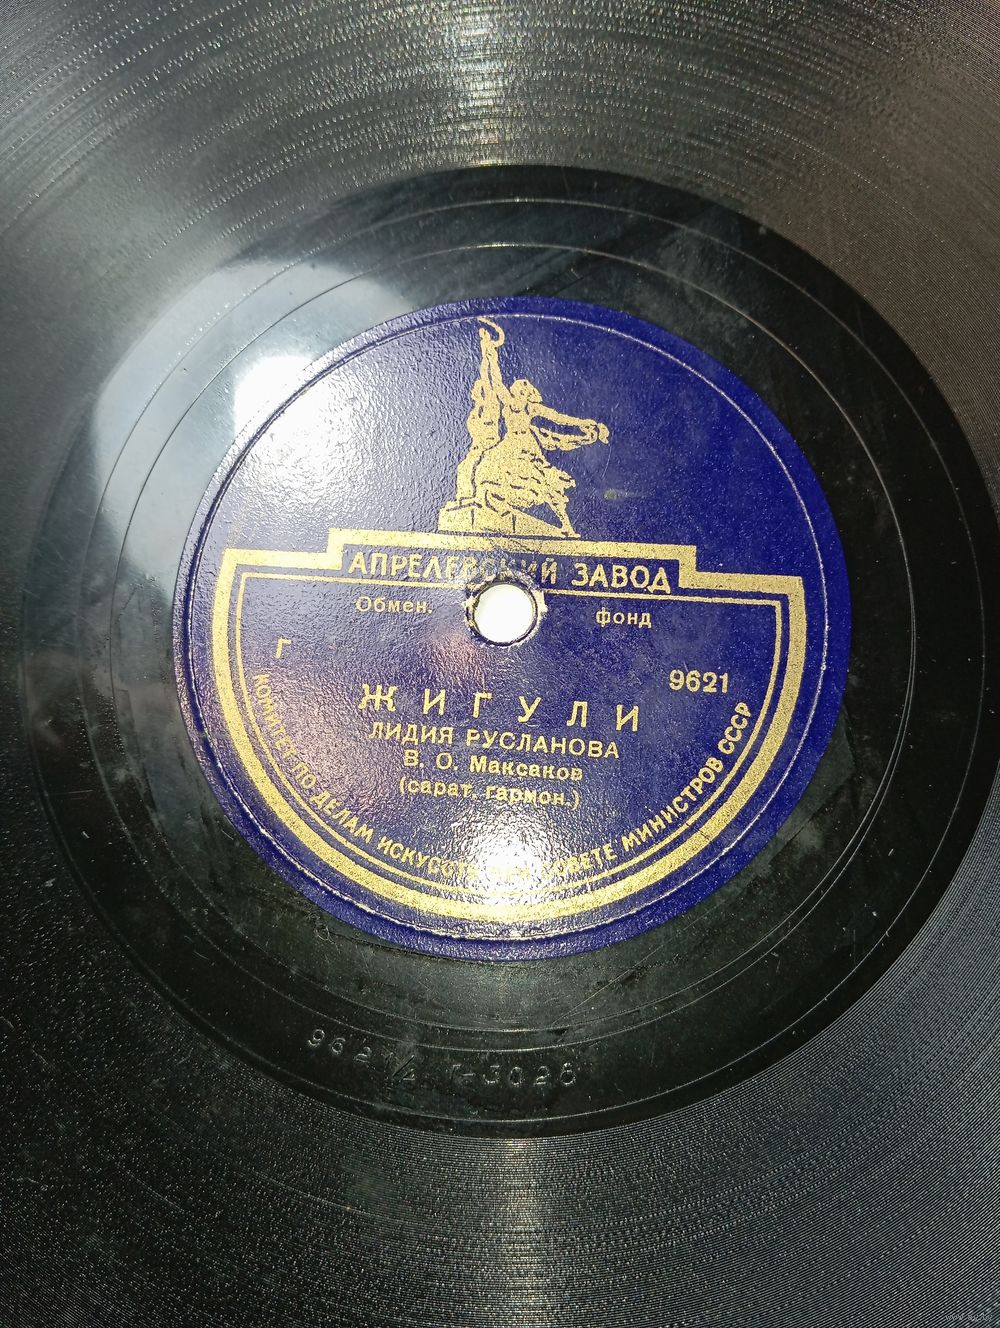 АПРЕЛЕВСКИЙ ЗАВОД
Обмен. фонд
Г 9621
ЖИГУЛИ
ЛИДИЯ РУСЛАНОВА
В. О. Максаков
(сарат. гармон.)
КОМИТЕТ ПО ДЕЛАМ ИСКУССТВ ПРИ СОВЕТЕ МИНИСТРОВ СССР